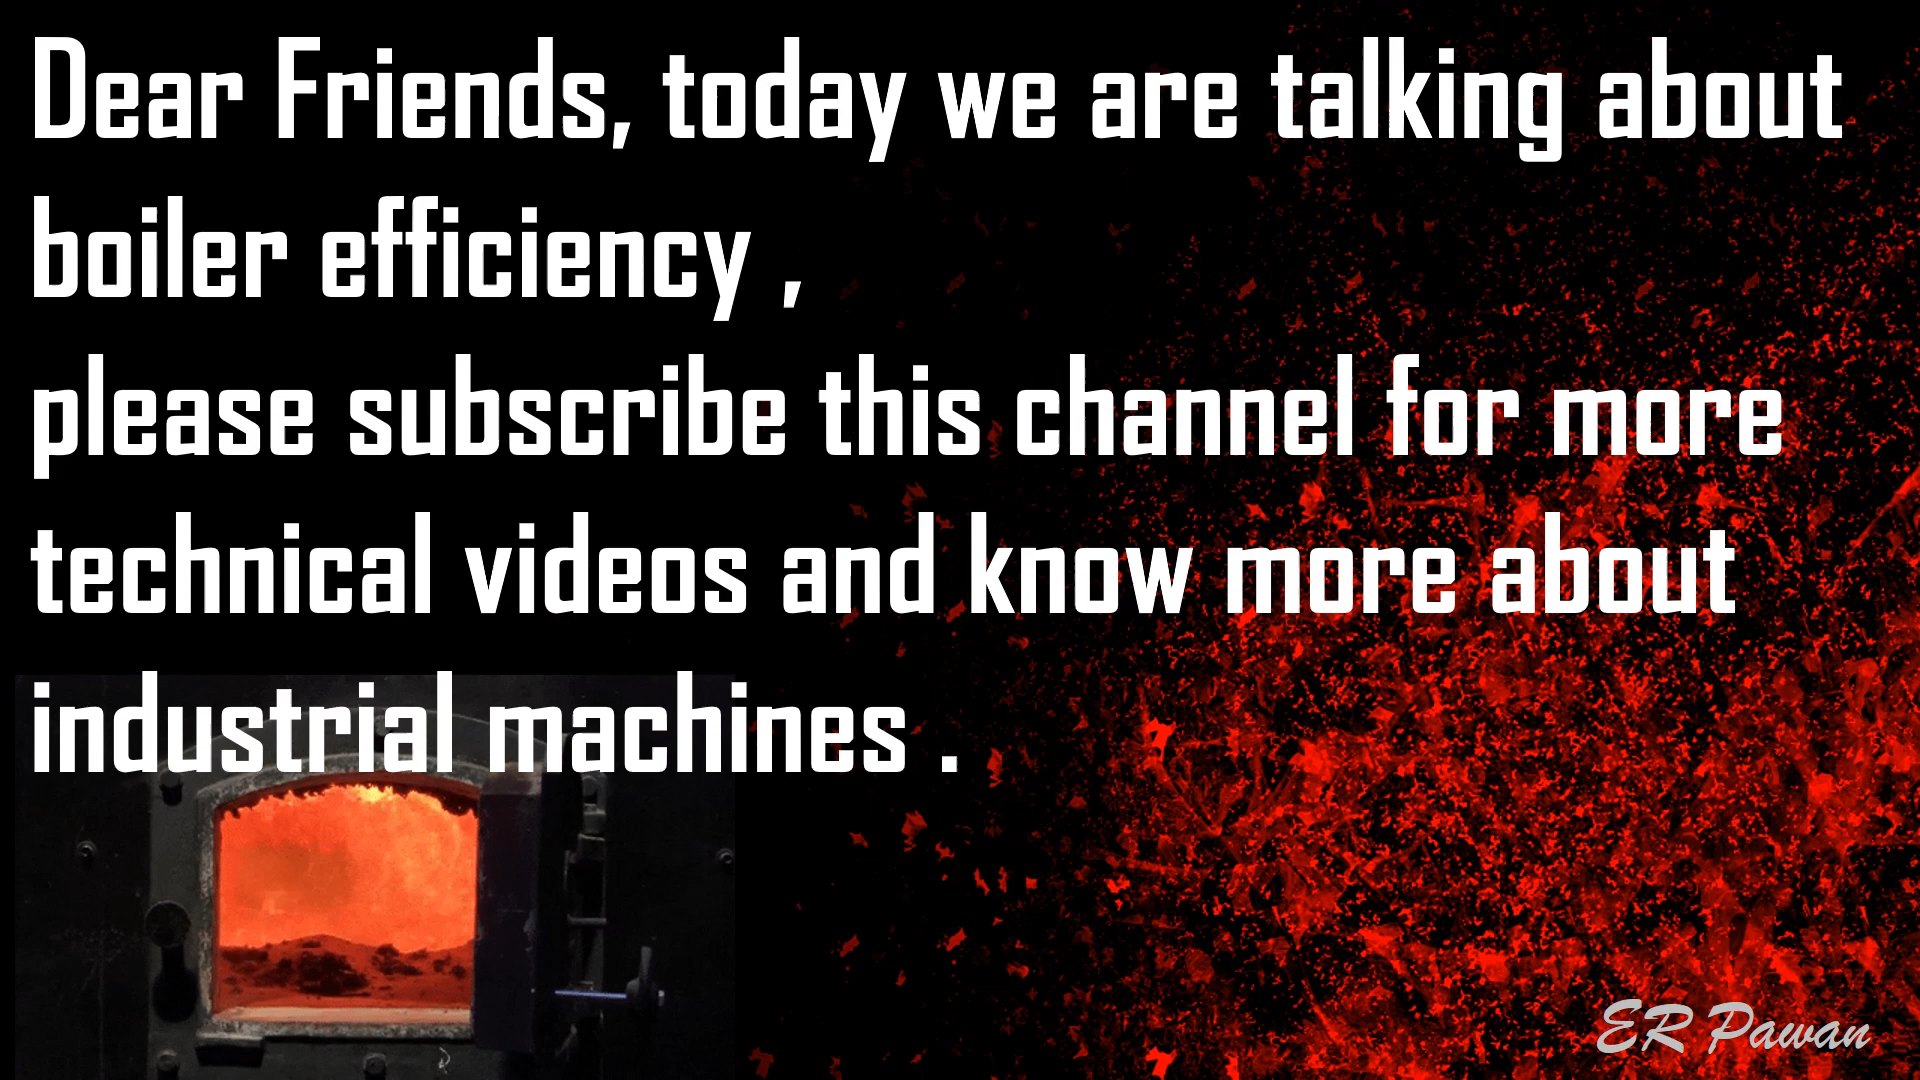 Dear Friends, today we are talking about
boiler efficiency ,
please subscribe this channel for more
technical videos and know more about
industrial machines .
ER Pawan